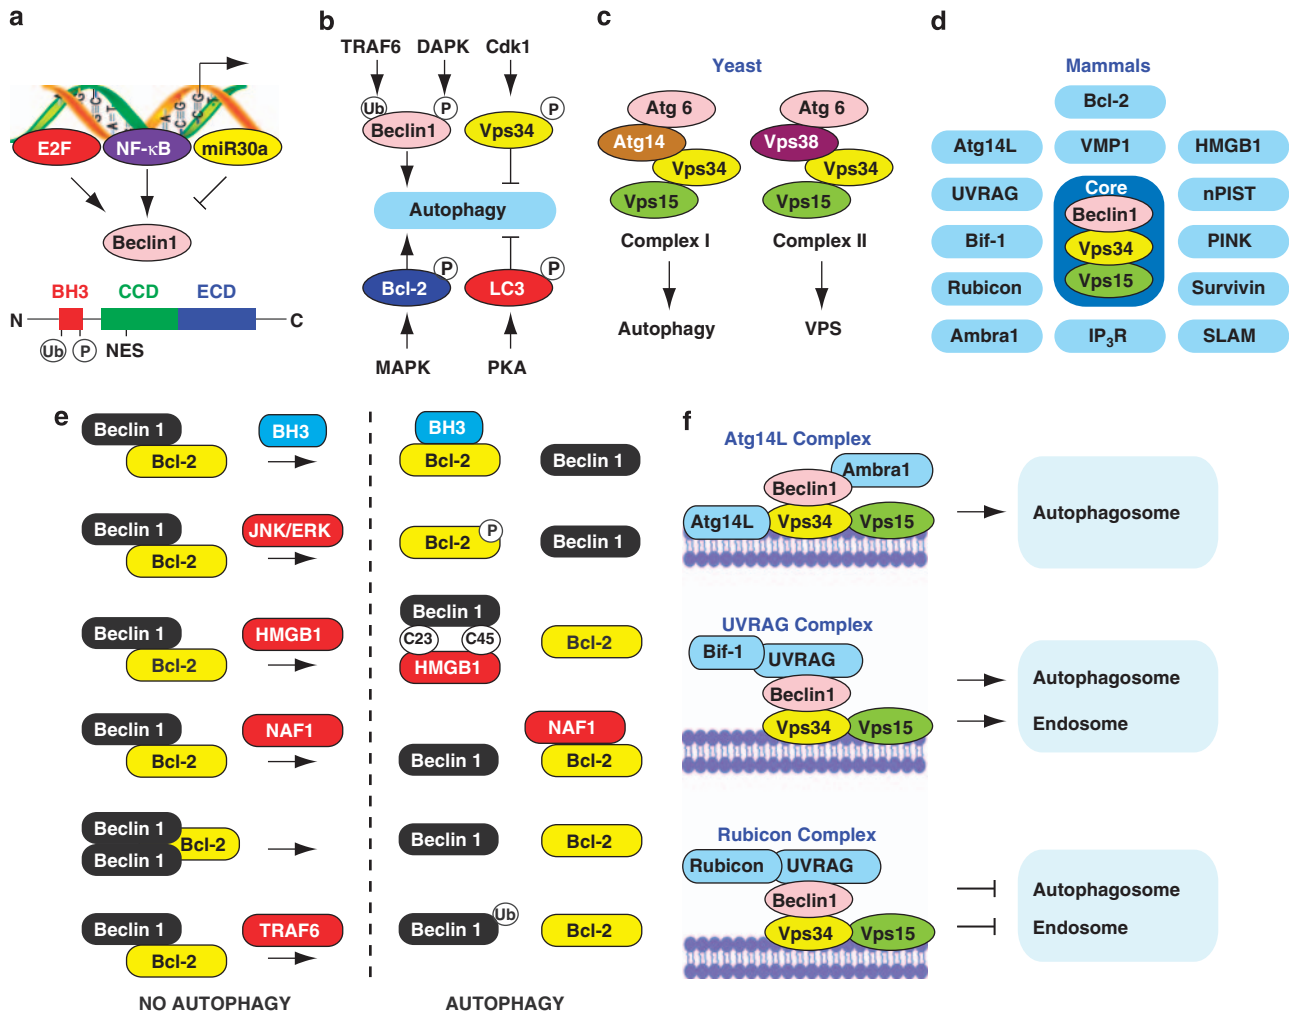 a
E2F
NF-κB
miR30a
Beclin1
BH3
CCD
ECD
N
C
Ub
P
NES
b
TRAF6
DAPK
Cdk1
Ub
P
P
Beclin1
Vps34
Autophagy
P
P
Bcl-2
LC3
MAPK
PKA
c
Yeast
Atg 6
Atg14
Vps34
Vps15
Complex I
Autophagy
Atg 6
Vps38
Vps34
Vps15
Complex II
VPS
d
Mammals
Bcl-2
Atg14L
VMP1
HMGB1
UVRAG
Core
nPIST
Beclin1
Bif-1
Vps34
PINK
Rubicon
Vps15
Survivin
Ambra1
IP3R
SLAM
e
Beclin 1
Bcl-2
BH3
BH3
Bcl-2
Beclin 1
Beclin 1
Bcl-2
JNK/ERK
Bcl-2
P
Beclin 1
Beclin 1
Bcl-2
HMGB1
Beclin 1
C23
C45
HMGB1
Bcl-2
Beclin 1
Bcl-2
NAF1
Beclin 1
NAF1
Bcl-2
Beclin 1
Beclin 1
Bcl-2
Beclin 1
Bcl-2
Beclin 1
Bcl-2
TRAF6
Beclin 1
Ub
Bcl-2
NO AUTOPHAGY
AUTOPHAGY
f
Atg14L Complex
Ambra1
Beclin1
Atg14L
Vps34
Vps15
Autophagosome
UVRAG Complex
Bif-1
UVRAG
Beclin1
Vps34
Vps15
Autophagosome
Endosome
Rubicon Complex
Rubicon
UVRAG
Beclin1
Vps34
Vps15
Autophagosome
Endosome